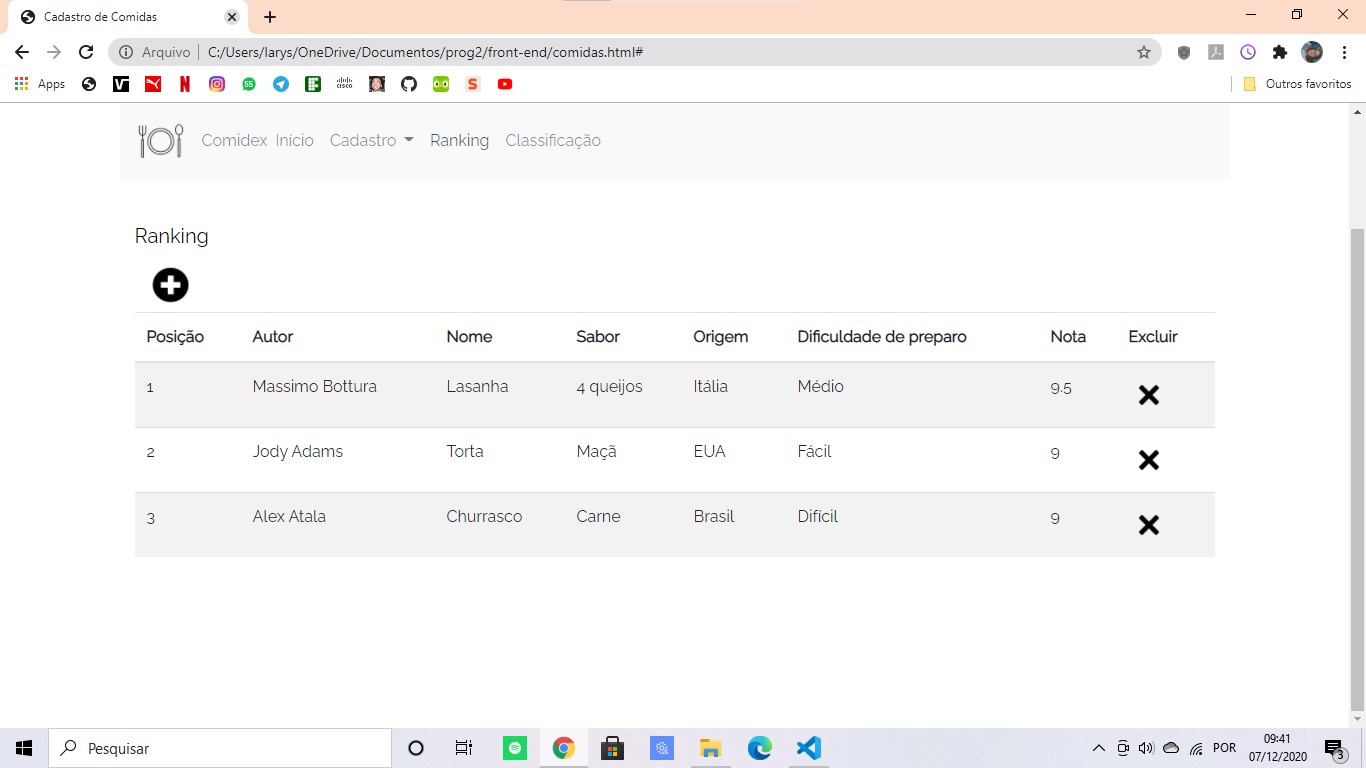 Cadastro de Comidas
Arquivo C:/Users/larys/OneDrive/Documentos/prog2/front-end/comidas.html#
Apps Outros favoritos
Comidex Início Cadastro Ranking Classificação
Ranking
Posição Autor Nome Sabor Origem Dificuldade de preparo Nota Excluir
1 Massimo Bottura Lasanha 4 queijos Itália Médio 9.5
2 Jody Adams Torta Maçã EUA Fácil 9
3 Alex Atala Churrasco Carne Brasil Difícil 9
Pesquisar POR 09:41
07/12/2020 3